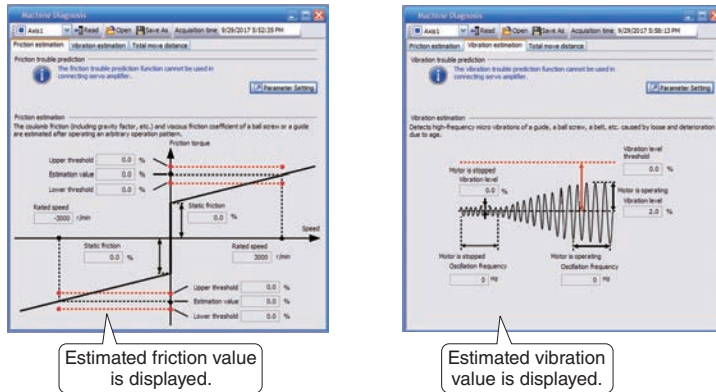 Machine Diagnosis
Axis1 Read Open Save As Acquisition time 9/29/2017 5:52:35 PM
Friction estimation Vibration estimation Total move distance
Friction trouble prediction
The friction trouble prediction function cannot be used in
connecting servo amplifier.
Parameter Setting
Friction estimation
The coulomb friction (including gravity factor, etc.) and viscous friction coefficient of a ball screw or a guide
are estimated after operating an arbitrary operation pattern.
Friction torque
Upper threshold 0.0 %
Estimation value 0.0 %
Lower threshold 0.0 %
Rated speed
-3000 r/min
Static friction
0.0 %
Speed
Static friction
0.0 %
Rated speed
3000 r/min
Upper threshold 0.0 %
Estimation value 0.0 %
Lower threshold 0.0 %
Estimated friction value
is displayed.
Machine Diagnosis
Axis1 Read Open Save As Acquisition time 9/29/2017 5:58:13 PM
Friction estimation Vibration estimation Total move distance
Vibration trouble prediction
The vibration trouble prediction function cannot be used in
connecting servo amplifier.
Parameter Setting
Vibration estimation
Detects high-frequency micro vibrations of a guide, a ball screw, a belt, etc. caused by loose and deterioration
due to age.
Vibration level
threshold
0.0 %
Motor is stopped
Vibration level
0.0 %
Motor is operating
Vibration level
2.0 %
Motor is stopped
Oscillation frequency
0 Hz
Motor is operating
Oscillation frequency
0 Hz
Estimated vibration
value is displayed.